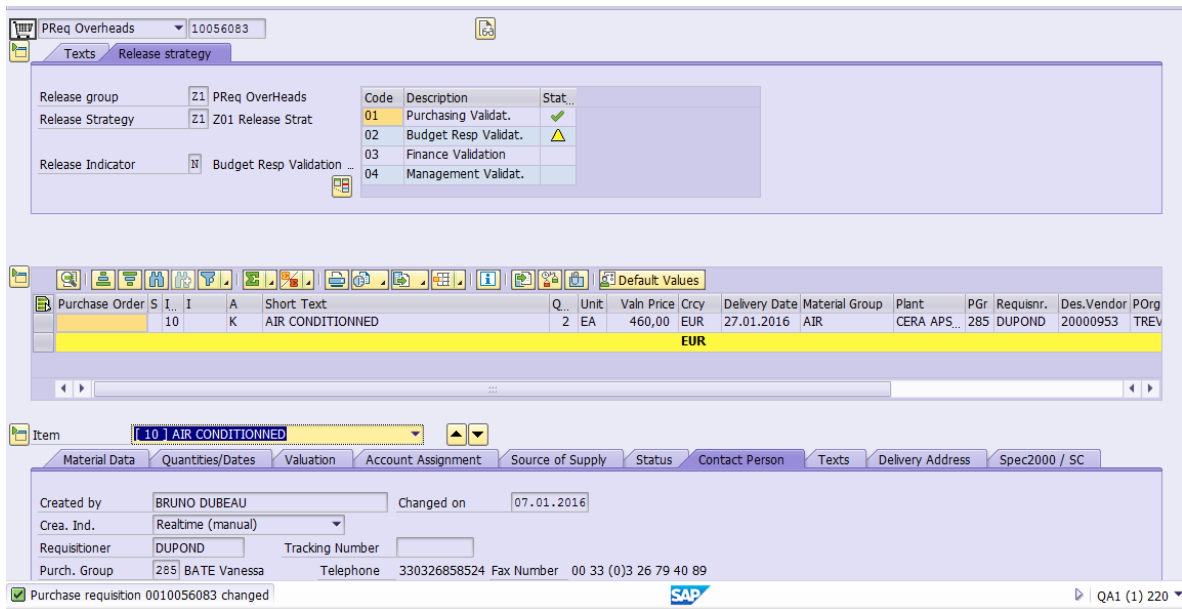 PReq Overheads 10056083
Texts Release strategy
Release group Z1 PReq OverHeads
Release Strategy Z1 Z01 Release Strat
Release Indicator N Budget Resp Validation ...
Code Description Stat...
01 Purchasing Validat.
02 Budget Resp Validat.
03 Finance Validation
04 Management Validat.
Default Values
Purchase Order S I... I A Short Text Q... Unit Valn Price Crcy Delivery Date Material Group Plant PGr Requisnr. Des.Vendor POrg
10 K AIR CONDITIONNED 2 EA 460,00 EUR 27.01.2016 AIR CERA APS... 285 DUPOND 20000953 TREV
EUR
Item [ 10 ] AIR CONDITIONNED
Material Data Quantities/Dates Valuation Account Assignment Source of Supply Status Contact Person Texts Delivery Address Spec2000 / SC
Created by BRUNO DUBEAU Changed on 07.01.2016
Crea. Ind. Realtime (manual)
Requisitioner DUPOND Tracking Number
Purch. Group 285 BATE Vanessa Telephone 330326858524 Fax Number 00 33 (0)3 26 79 40 89
Purchase requisition 0010056083 changed SAP QA1 (1) 220